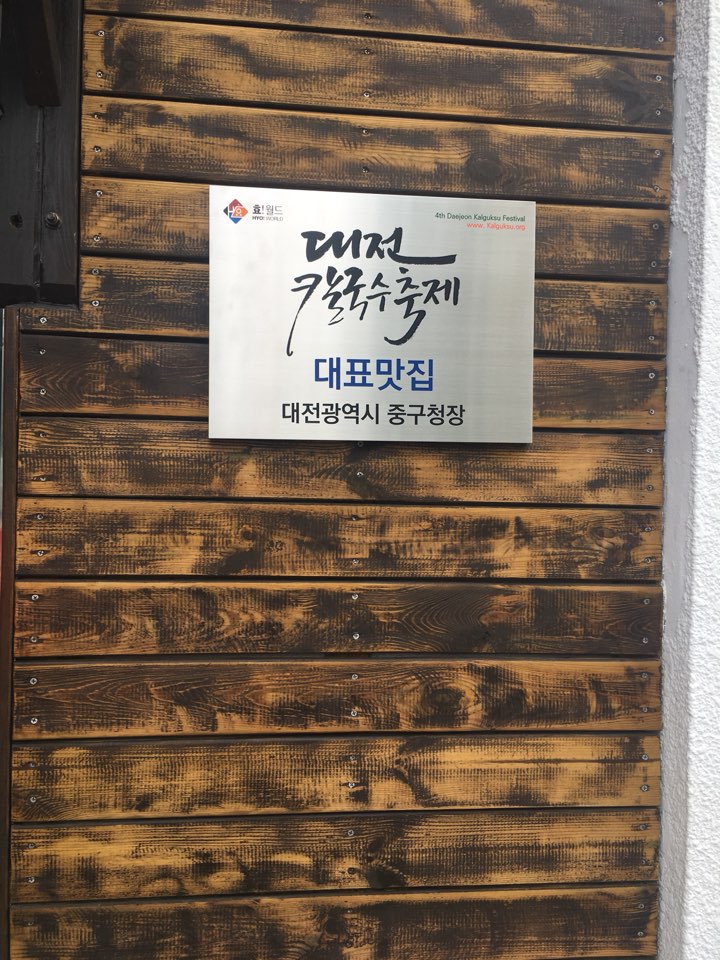 효!월드
HYO! WORLD
4th Daejeon Kalguksu Festival
www. Kalguksu.org
대전
칼국수축제
대표맛집
대전광역시 중구청장